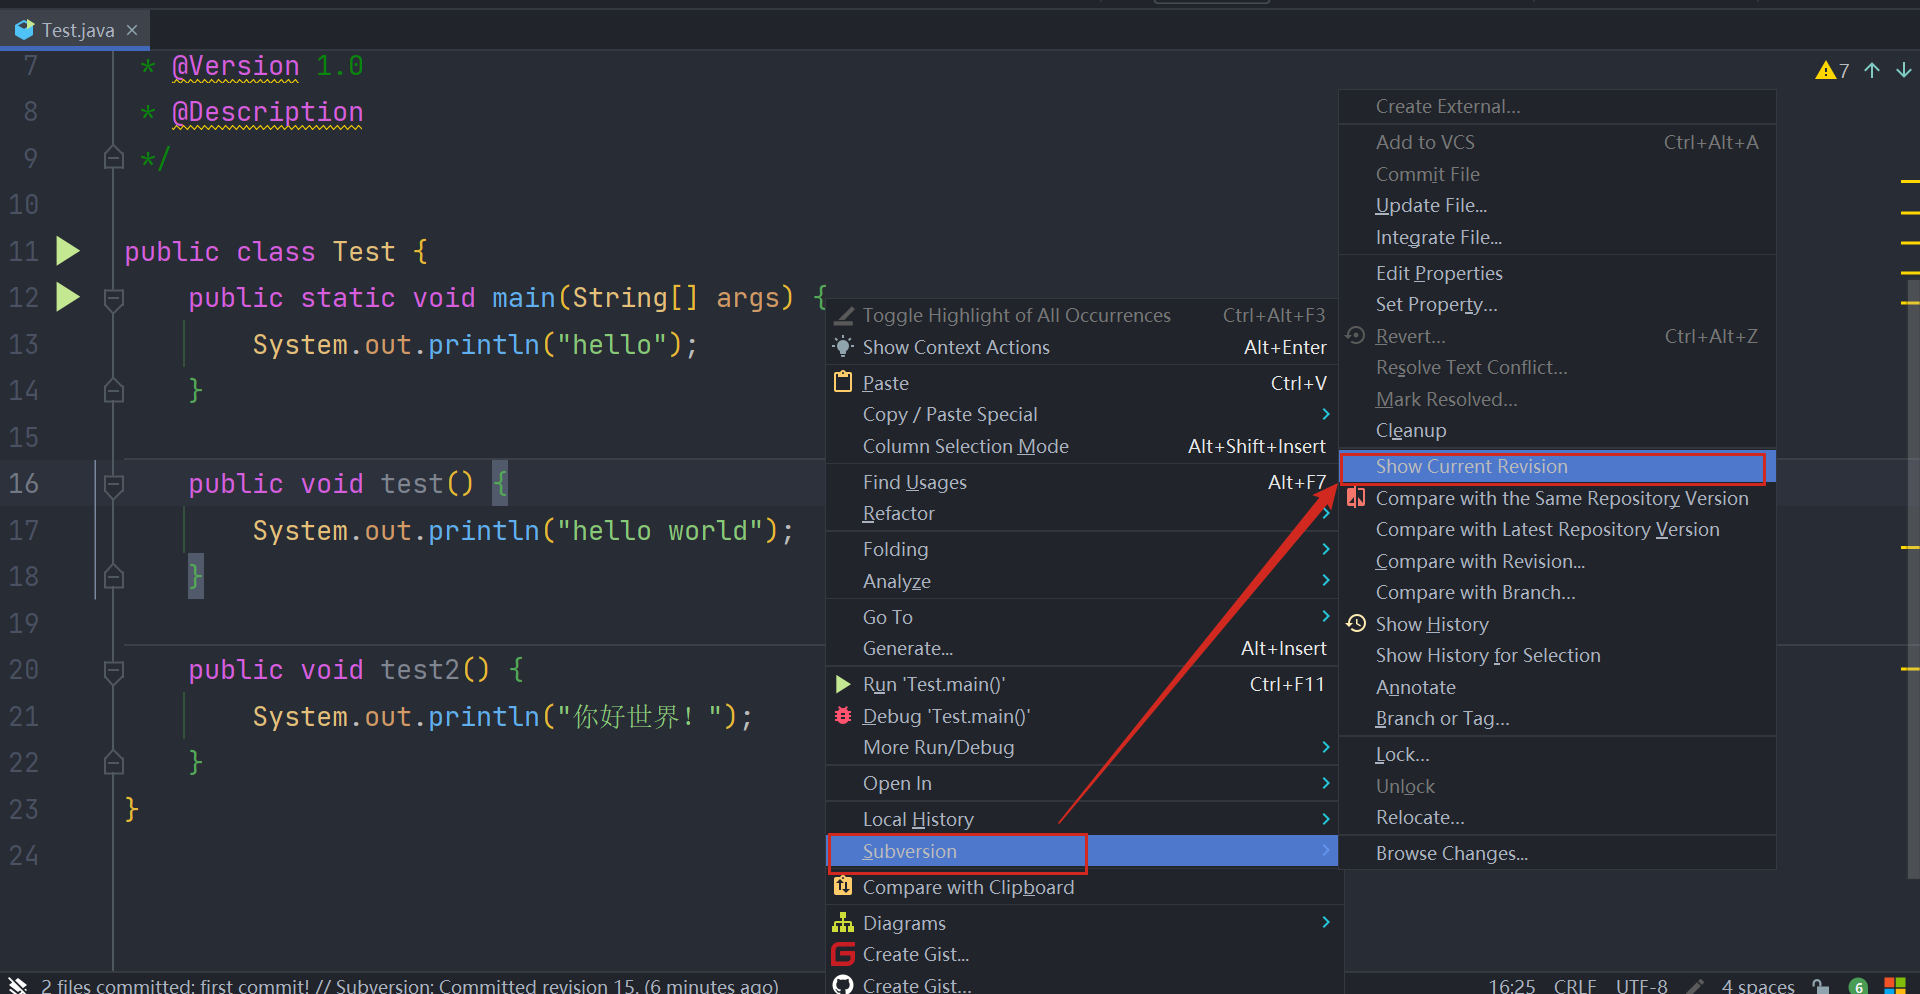 Test.java
7 * @Version 1.0
8 * @Description
9 */
10
11 public class Test {
12 public static void main(String[] args) {
13 System.out.println("hello");
14 }
15
16 public void test() {
17 System.out.println("hello world");
18 }
19
20 public void test2() {
21 System.out.println("你好世界！");
22 }
23 }
24
7
Toggle Highlight of All Occurrences Ctrl+Alt+F3
Show Context Actions Alt+Enter
Paste Ctrl+V
Copy / Paste Special
Column Selection Mode Alt+Shift+Insert
Find Usages Alt+F7
Refactor
Folding
Analyze
Go To
Generate... Alt+Insert
Run 'Test.main()' Ctrl+F11
Debug 'Test.main()'
More Run/Debug
Open In
Local History
Subversion
Compare with Clipboard
Diagrams
Create Gist...
Create Gist...
Create External...
Add to VCS Ctrl+Alt+A
Commit File
Update File...
Integrate File...
Edit Properties
Set Property...
Revert... Ctrl+Alt+Z
Resolve Text Conflict...
Mark Resolved...
Cleanup
Show Current Revision
Compare with the Same Repository Version
Compare with Latest Repository Version
Compare with Revision...
Compare with Branch...
Show History
Show History for Selection
Annotate
Branch or Tag...
Lock...
Unlock
Relocate...
Browse Changes...
2 files committed: first commit! // Subversion: Committed revision 15. (6 minutes ago)
16:25 CRLF UTF-8 4 spaces 6